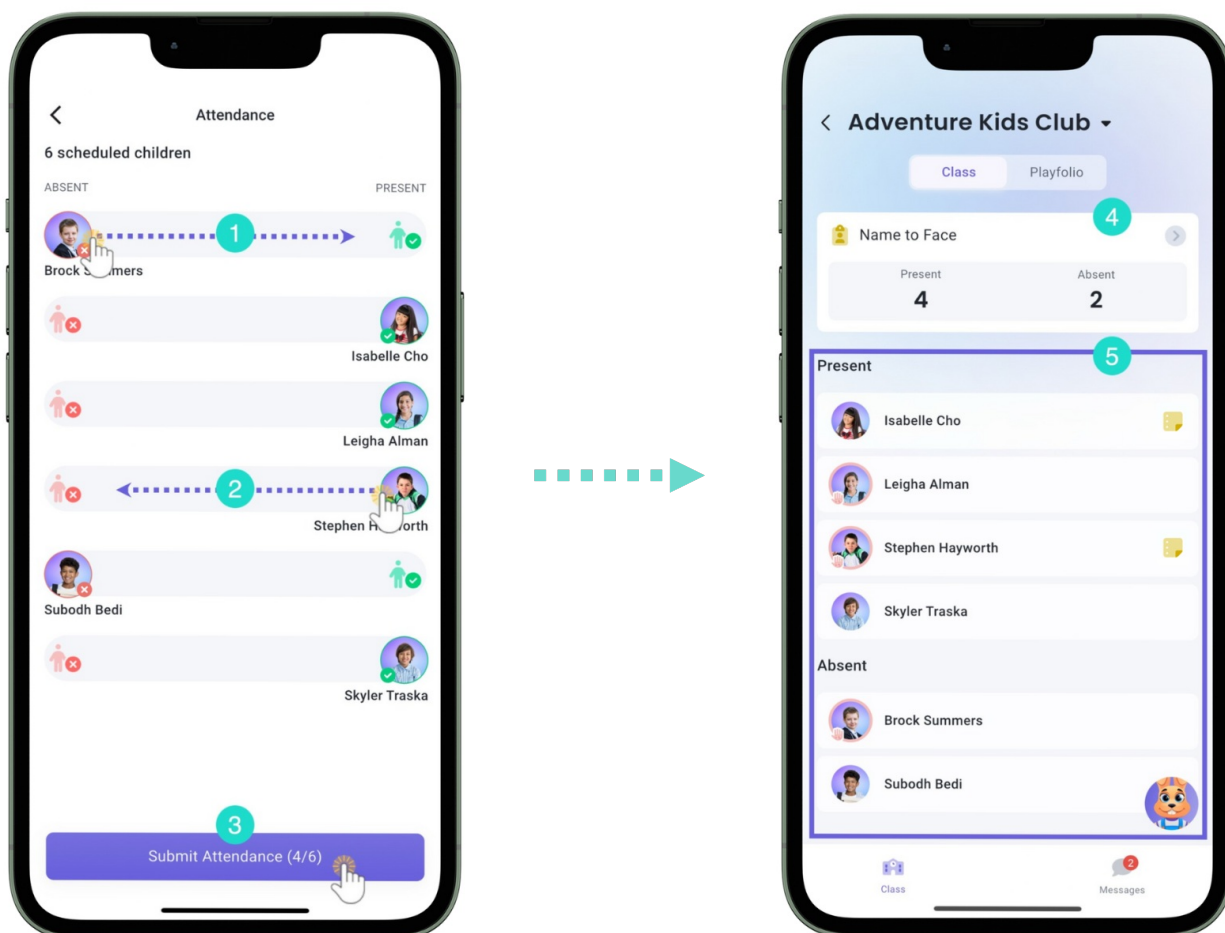 Attendance
6 scheduled children
ABSENT
PRESENT
1
Brock Summers
Isabelle Cho
Leigha Alman
2
Stephen Hayworth
Subodh Bedi
Skyler Traska
3
Submit Attendance (4/6)
Adventure Kids Club
Class
Playfolio
4
Name to Face
Present
Absent
4
2
5
Present
Isabelle Cho
Leigha Alman
Stephen Hayworth
Skyler Traska
Absent
Brock Summers
Subodh Bedi
2
Class
Messages